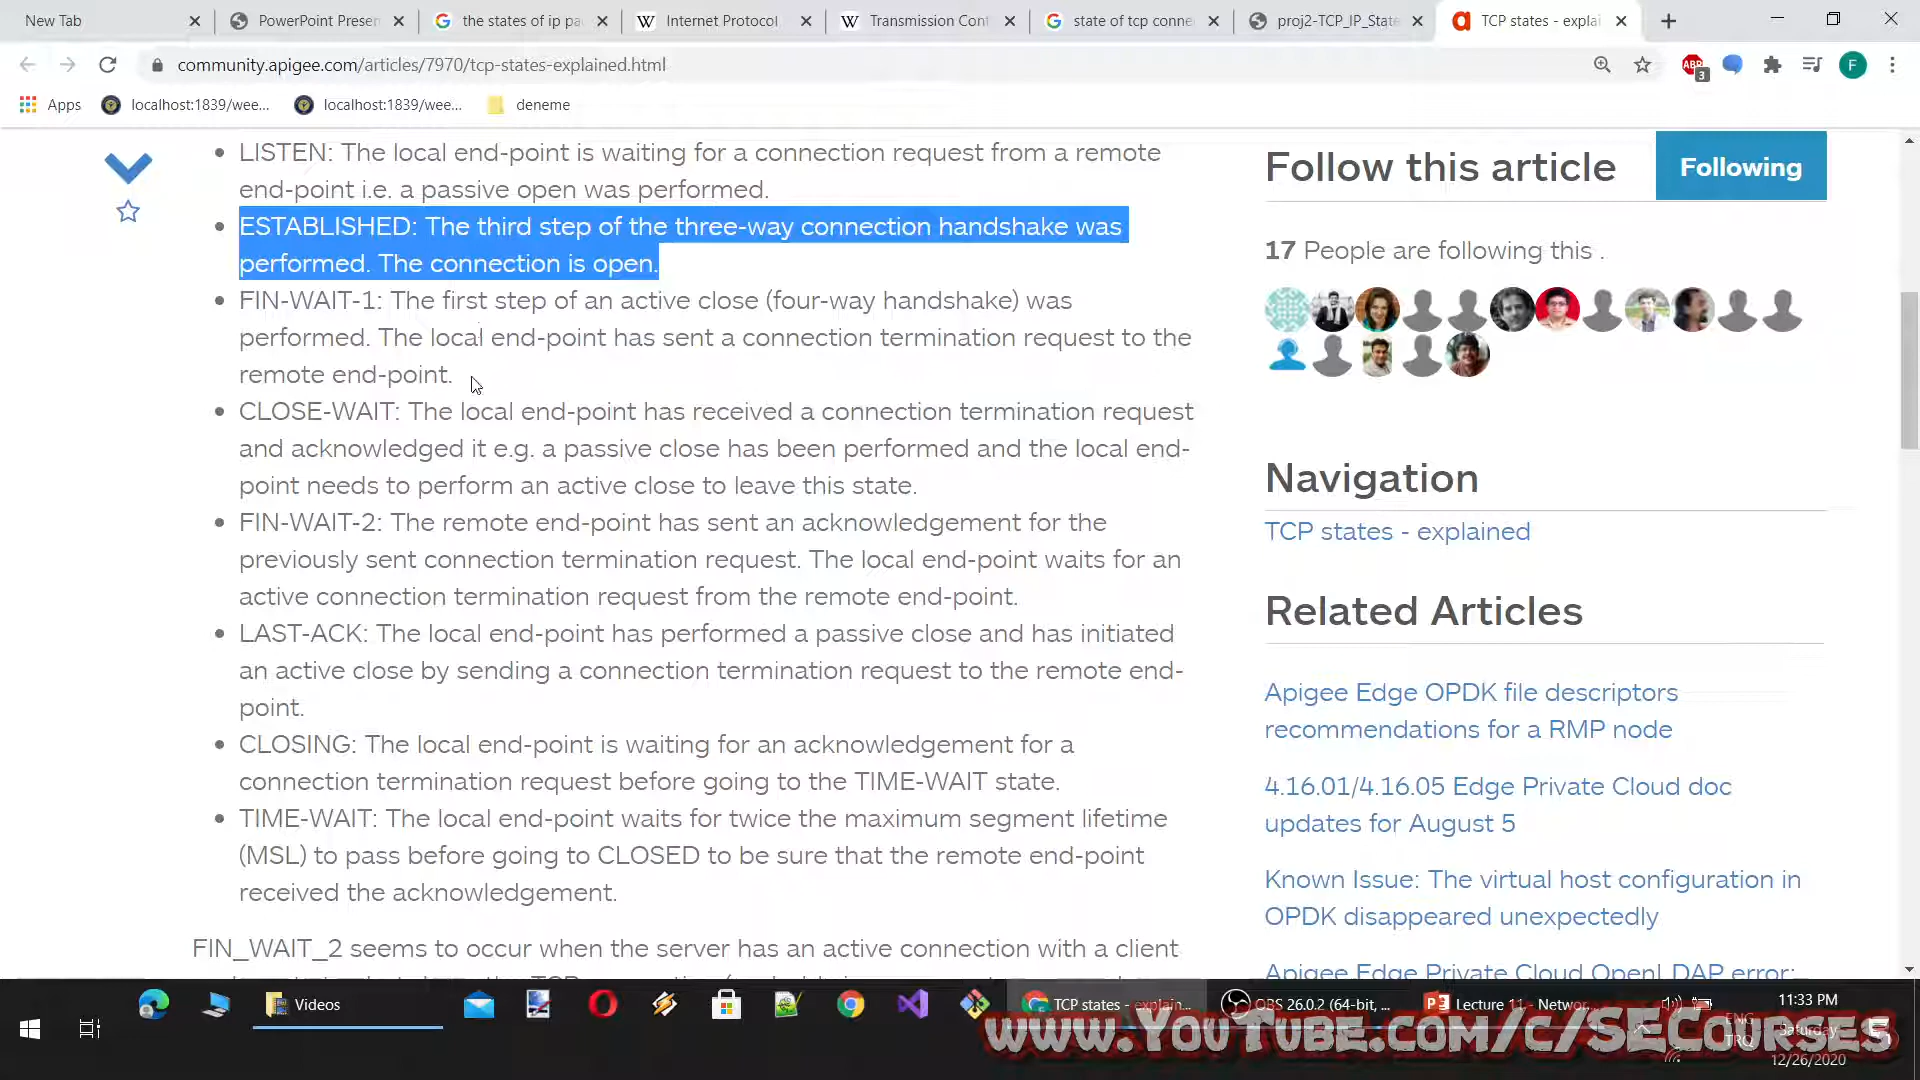 New Tab
PowerPoint Presen
the states of ip pa
Internet Protocol
Transmission Cont
state of tcp conne
proj2-TCP_IP_State
TCP states - explai
community.apigee.com/articles/7970/tcp-states-explained.html
ABP
3
F
Apps
localhost:1839/wee...
localhost:1839/wee...
deneme
LISTEN: The local end-point is waiting for a connection request from a remote
end-point i.e. a passive open was performed.
ESTABLISHED: The third step of the three-way connection handshake was
performed. The connection is open.
FIN-WAIT-1: The first step of an active close (four-way handshake) was
performed. The local end-point has sent a connection termination request to the
remote end-point.
CLOSE-WAIT: The local end-point has received a connection termination request
and acknowledged it e.g. a passive close has been performed and the local end-
point needs to perform an active close to leave this state.
FIN-WAIT-2: The remote end-point has sent an acknowledgement for the
previously sent connection termination request. The local end-point waits for an
active connection termination request from the remote end-point.
LAST-ACK: The local end-point has performed a passive close and has initiated
an active close by sending a connection termination request to the remote end-
point.
CLOSING: The local end-point is waiting for an acknowledgement for a
connection termination request before going to the TIME-WAIT state.
TIME-WAIT: The local end-point waits for twice the maximum segment lifetime
(MSL) to pass before going to CLOSED to be sure that the remote end-point
received the acknowledgement.
FIN_WAIT_2 seems to occur when the server has an active connection with a client
Follow this article
Following
17 People are following this .
Navigation
TCP states - explained
Related Articles
Apigee Edge OPDK file descriptors
recommendations for a RMP node
4.16.01/4.16.05 Edge Private Cloud doc
updates for August 5
Known Issue: The virtual host configuration in
OPDK disappeared unexpectedly
Apigee Edge Private Cloud OpenLDAP error:
Videos
TCP states - explain...
OBS 26.0.2 (64-bit, ...
Lecture 11 - Networ...
11:33 PM
ENG
Saturday
TRQ
12/26/2020
www.YouTube.com/c/SECourses